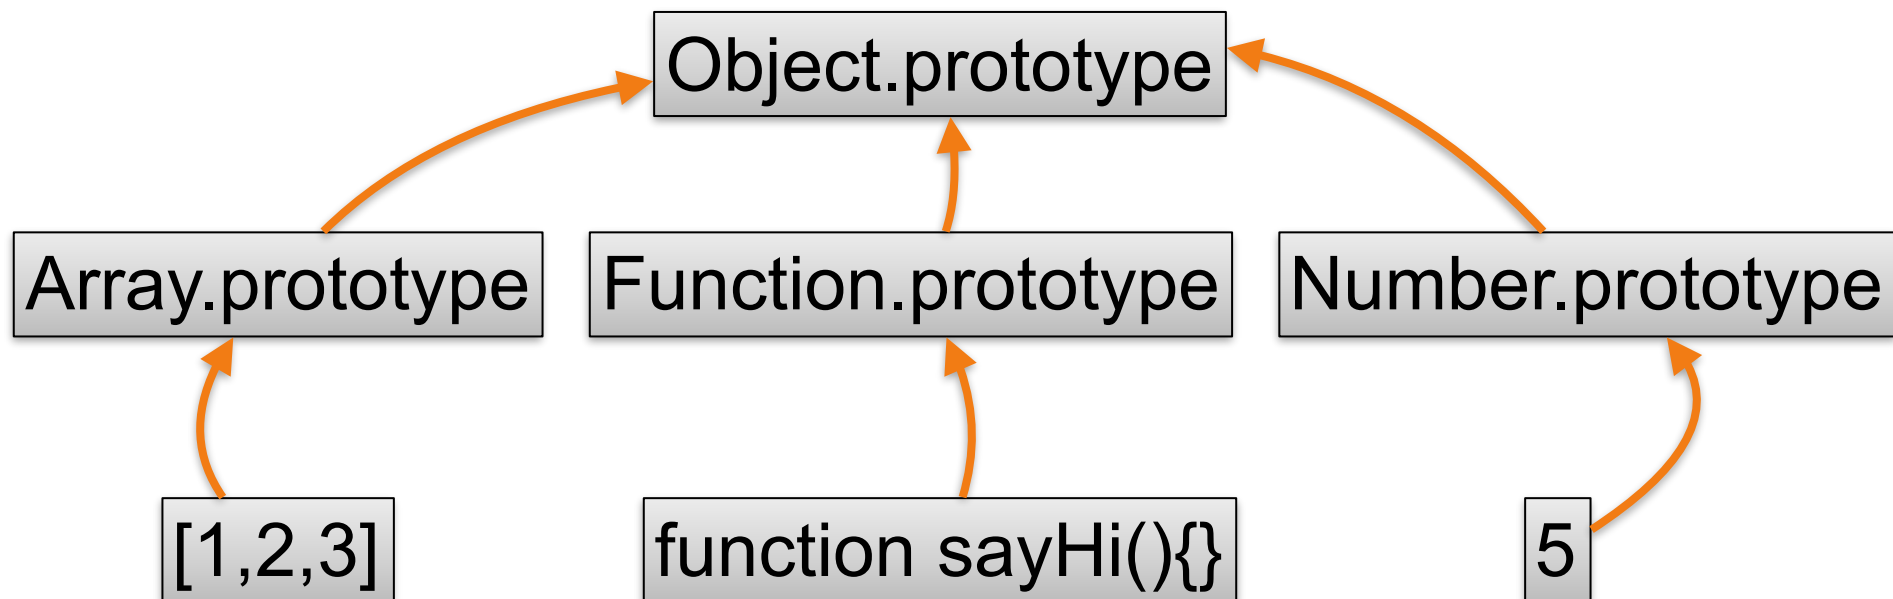 Object.prototype
Array.prototype
Function.prototype
Number.prototype
[1,2,3]
function sayHi(){}
5